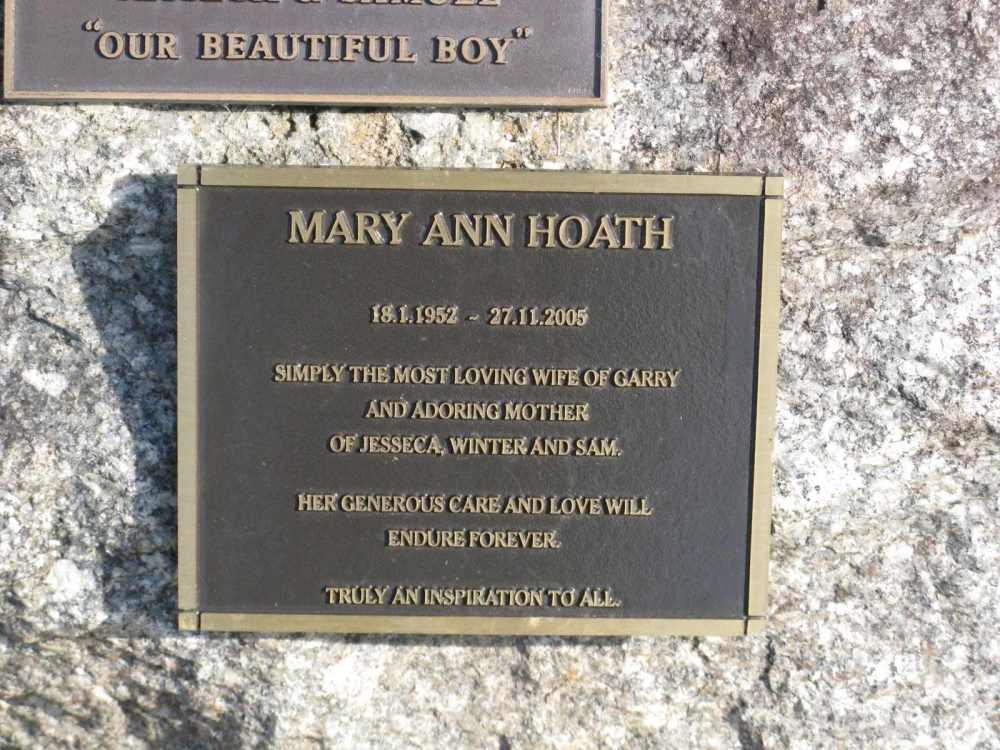 & SAMUEL
“OUR BEAUTIFUL BOY”
MARY ANN HOATH
18.1.1952 ~ 27.11.2005
SIMPLY THE MOST LOVING WIFE OF GARRY
AND ADORING MOTHER
OF JESSECA, WINTER AND SAM.
HER GENEROUS CARE AND LOVE WILL
ENDURE FOREVER.
TRULY AN INSPIRATION TO ALL.